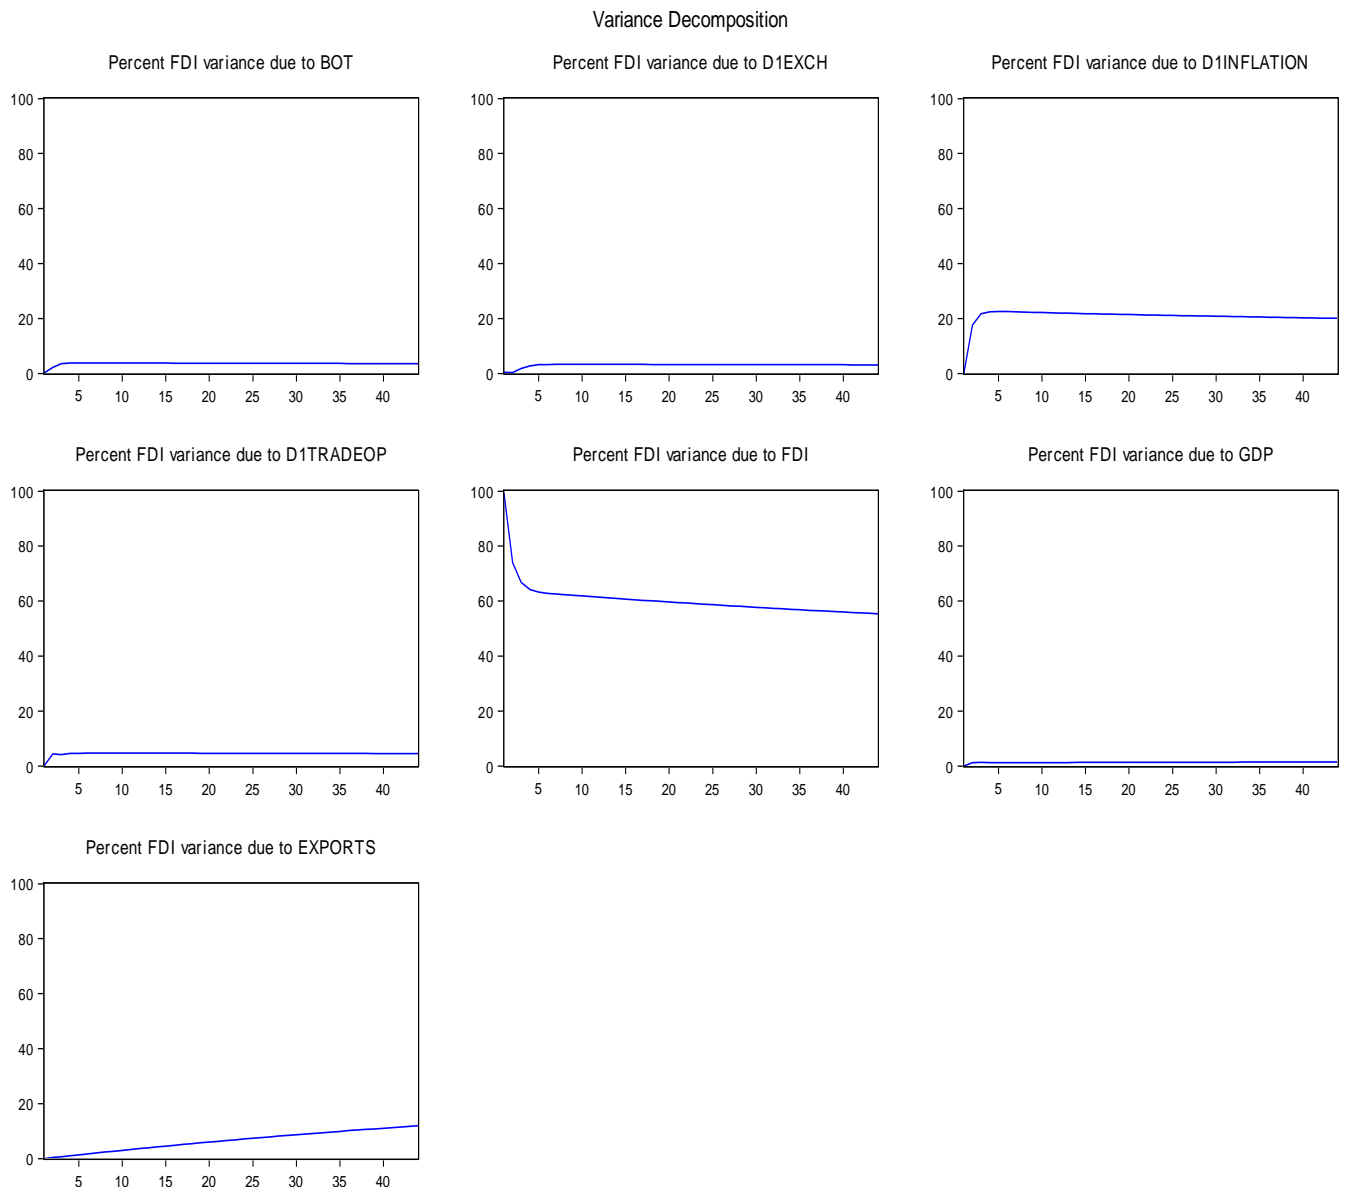 Variance Decomposition
Percent FDI variance due to BOT
100
80
60
40
20
0
5 10 15 20 25 30 35 40
Percent FDI variance due to D1EXCH
100
80
60
40
20
0
5 10 15 20 25 30 35 40
Percent FDI variance due to D1INFLATION
100
80
60
40
20
0
5 10 15 20 25 30 35 40
Percent FDI variance due to D1TRADEOP
100
80
60
40
20
0
5 10 15 20 25 30 35 40
Percent FDI variance due to FDI
100
80
60
40
20
0
5 10 15 20 25 30 35 40
Percent FDI variance due to GDP
100
80
60
40
20
0
5 10 15 20 25 30 35 40
Percent FDI variance due to EXPORTS
100
80
60
40
20
0
5 10 15 20 25 30 35 40